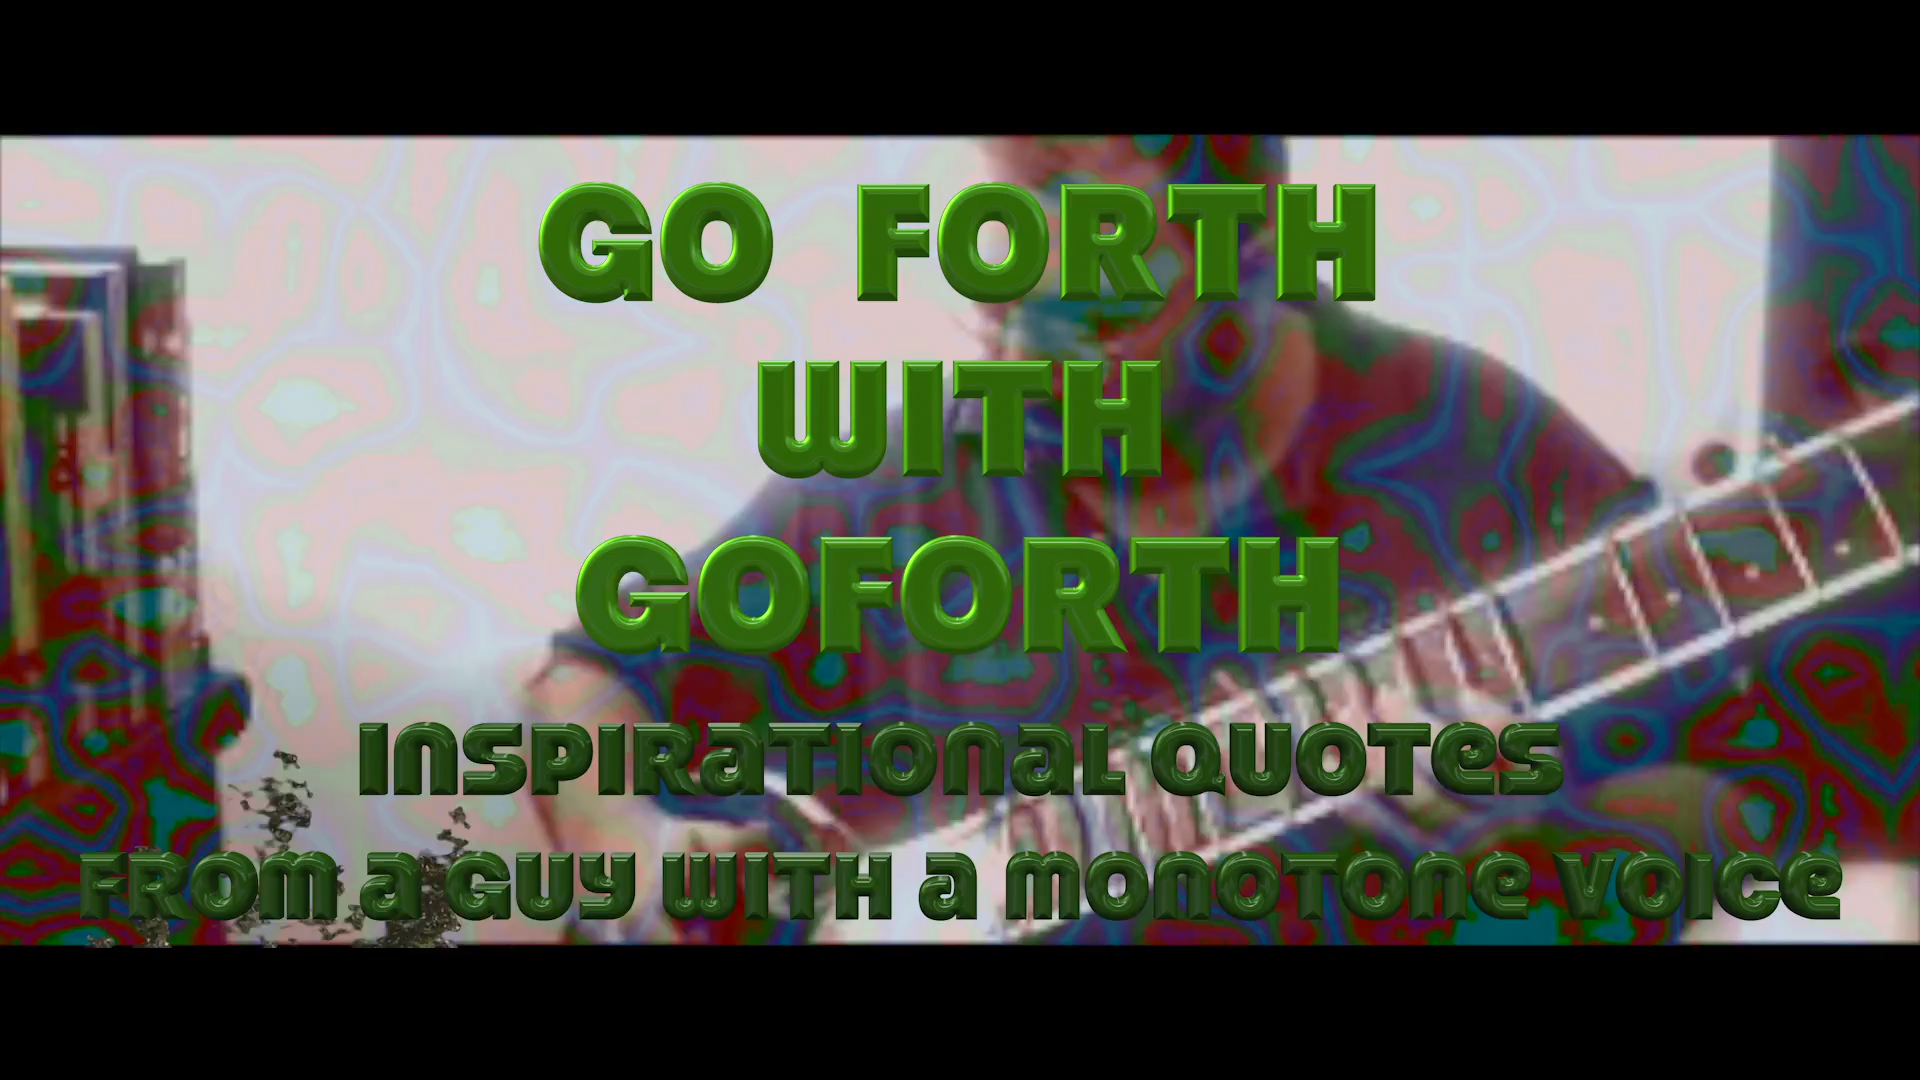 GO FORTH
WITH
GOFORTH
INSPIRATIONAL QUOTES
FROM A GUY WITH A MONOTONE VOICE